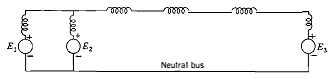 E1 + - E2 + - + - E3
Neutral bus